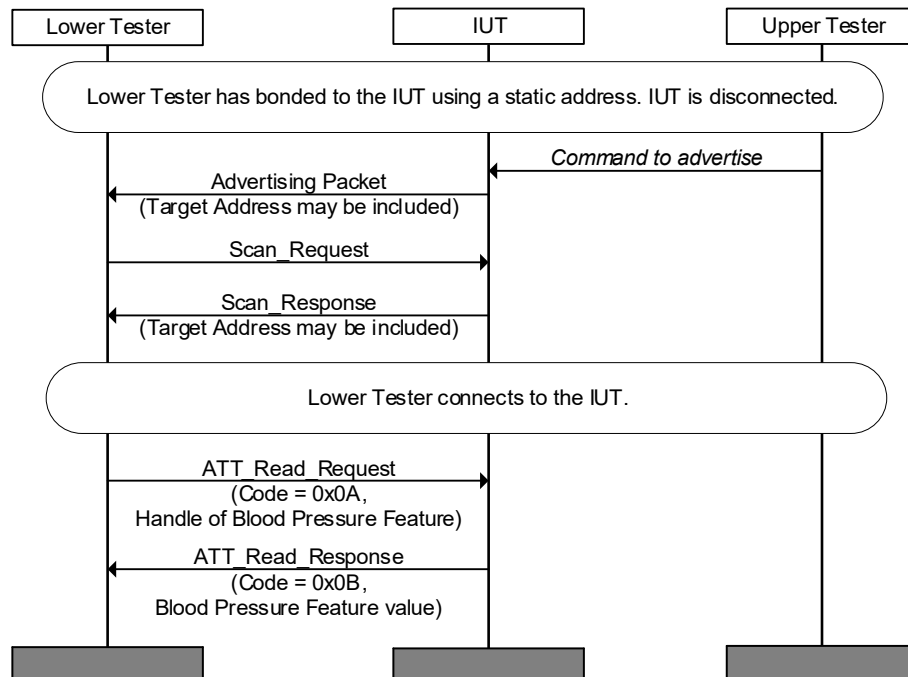 Lower Tester
IUT
Upper Tester
Lower Tester has bonded to the IUT using a static address. IUT is disconnected.
Command to advertise
Advertising Packet
(Target Address may be included)
Scan_Request
Scan_Response
(Target Address may be included)
Lower Tester connects to the IUT.
ATT_Read_Request
(Code = 0x0A,
Handle of Blood Pressure Feature)
ATT_Read_Response
(Code = 0x0B,
Blood Pressure Feature value)